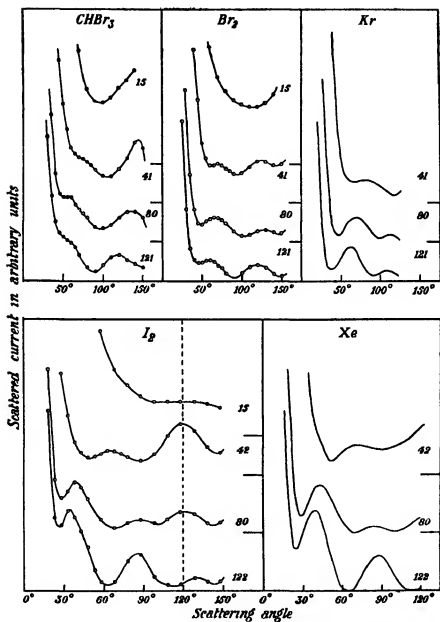 CHBr₃
Br₂
Kr
15
41
80
121
15
41
80
121
41
80
121
50° 100° 150°
50° 100° 150°
50° 100° 150°
Scattered current in arbitrary units
I₂
Xe
15
42
80
122
42
80
122
0° 30° 60° 90° 120° 150°
0° 30° 60° 90° 120°
Scattering angle